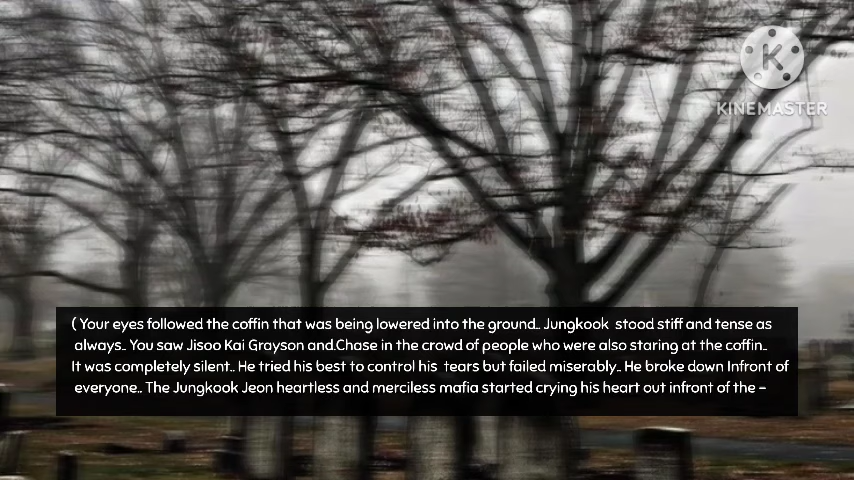 KINEMASTER
( Your eyes followed the coffin that was being lowered into the ground.. Jungkook stood stiff and tense as
always.. You saw Jisoo Kai Grayson and.Chase in the crowd of people who were also staring at the coffin..
It was completely silent.. He tried his best to control his tears but failed miserably.. He broke down Infront of
everyone.. The Jungkook Jeon heartless and merciless mafia started crying his heart out infront of the -